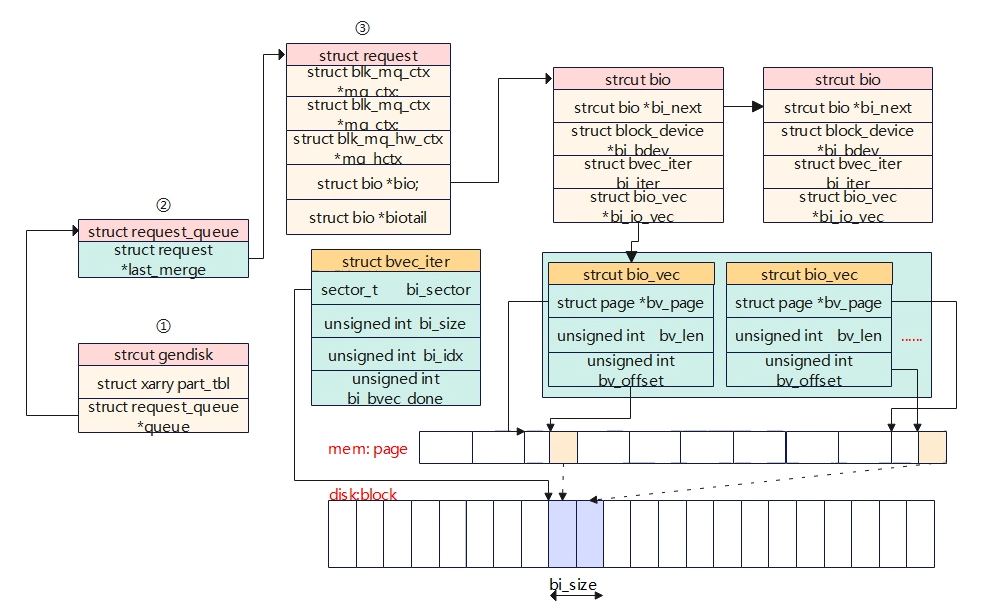 ③
struct request
struct blk_mq_ctx
*mq_ctx;
struct blk_mq_ctx
*mq_ctx;
struct blk_mq_hw_ctx
*mq_hctx
struct bio *bio;
struct bio *biotail
strcut bio
strcut bio *bi_next
struct block_device
*bi_bdev
struct bvec_iter
bi_iter
struct bio_vec
*bi_io_vec
strcut bio
strcut bio *bi_next
struct block_device
*bi_bdev
struct bvec_iter
bi_iter
struct bio_vec
*bi_io_vec
②
struct request_queue
struct request
*last_merge
①
strcut gendisk
struct xarry part_tbl
struct request_queue
*queue
struct bvec_iter
sector_t bi_sector
unsigned int bi_size
unsigned int bi_idx
unsigned int
bi_bvec_done
strcut bio_vec
struct page *bv_page
unsigned int bv_len
unsigned int
bv_offset
strcut bio_vec
struct page *bv_page
unsigned int bv_len
unsigned int
bv_offset
......
mem: page
disk:block
bi_size